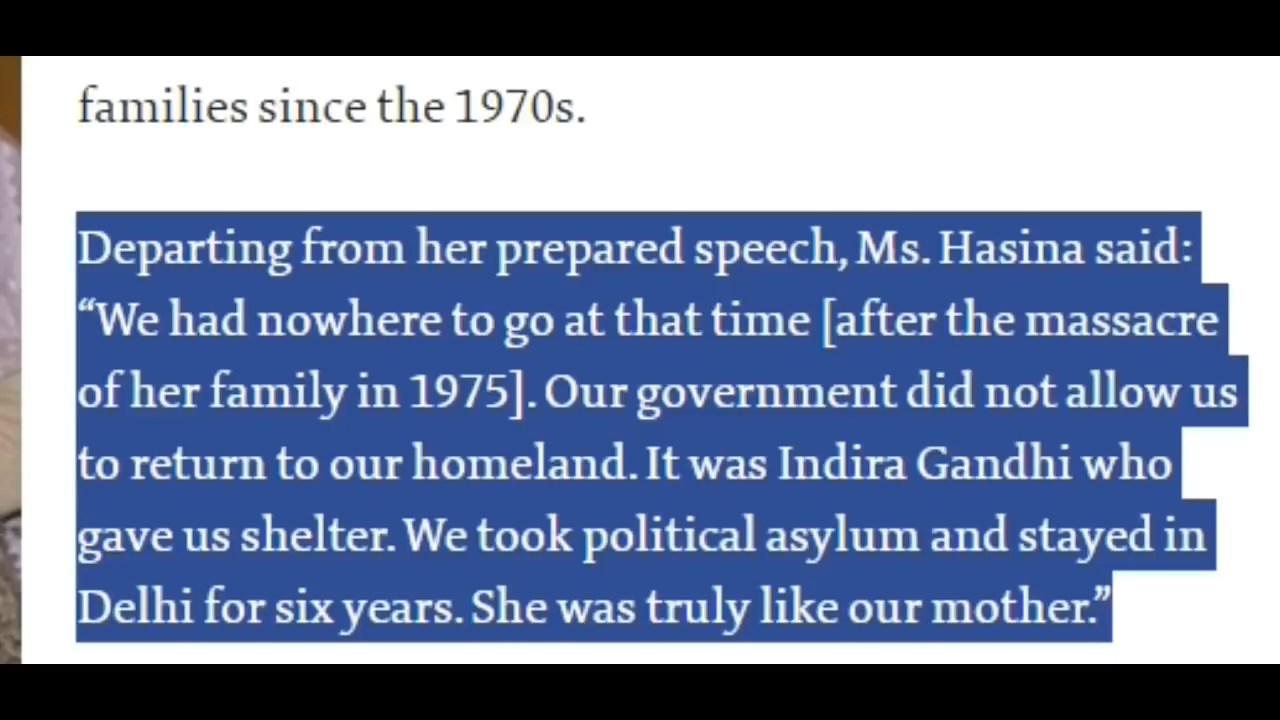 families since the 1970s.
Departing from her prepared speech, Ms. Hasina said:
“We had nowhere to go at that time [after the massacre
of her family in 1975]. Our government did not allow us
to return to our homeland. It was Indira Gandhi who
gave us shelter. We took political asylum and stayed in
Delhi for six years. She was truly like our mother.”